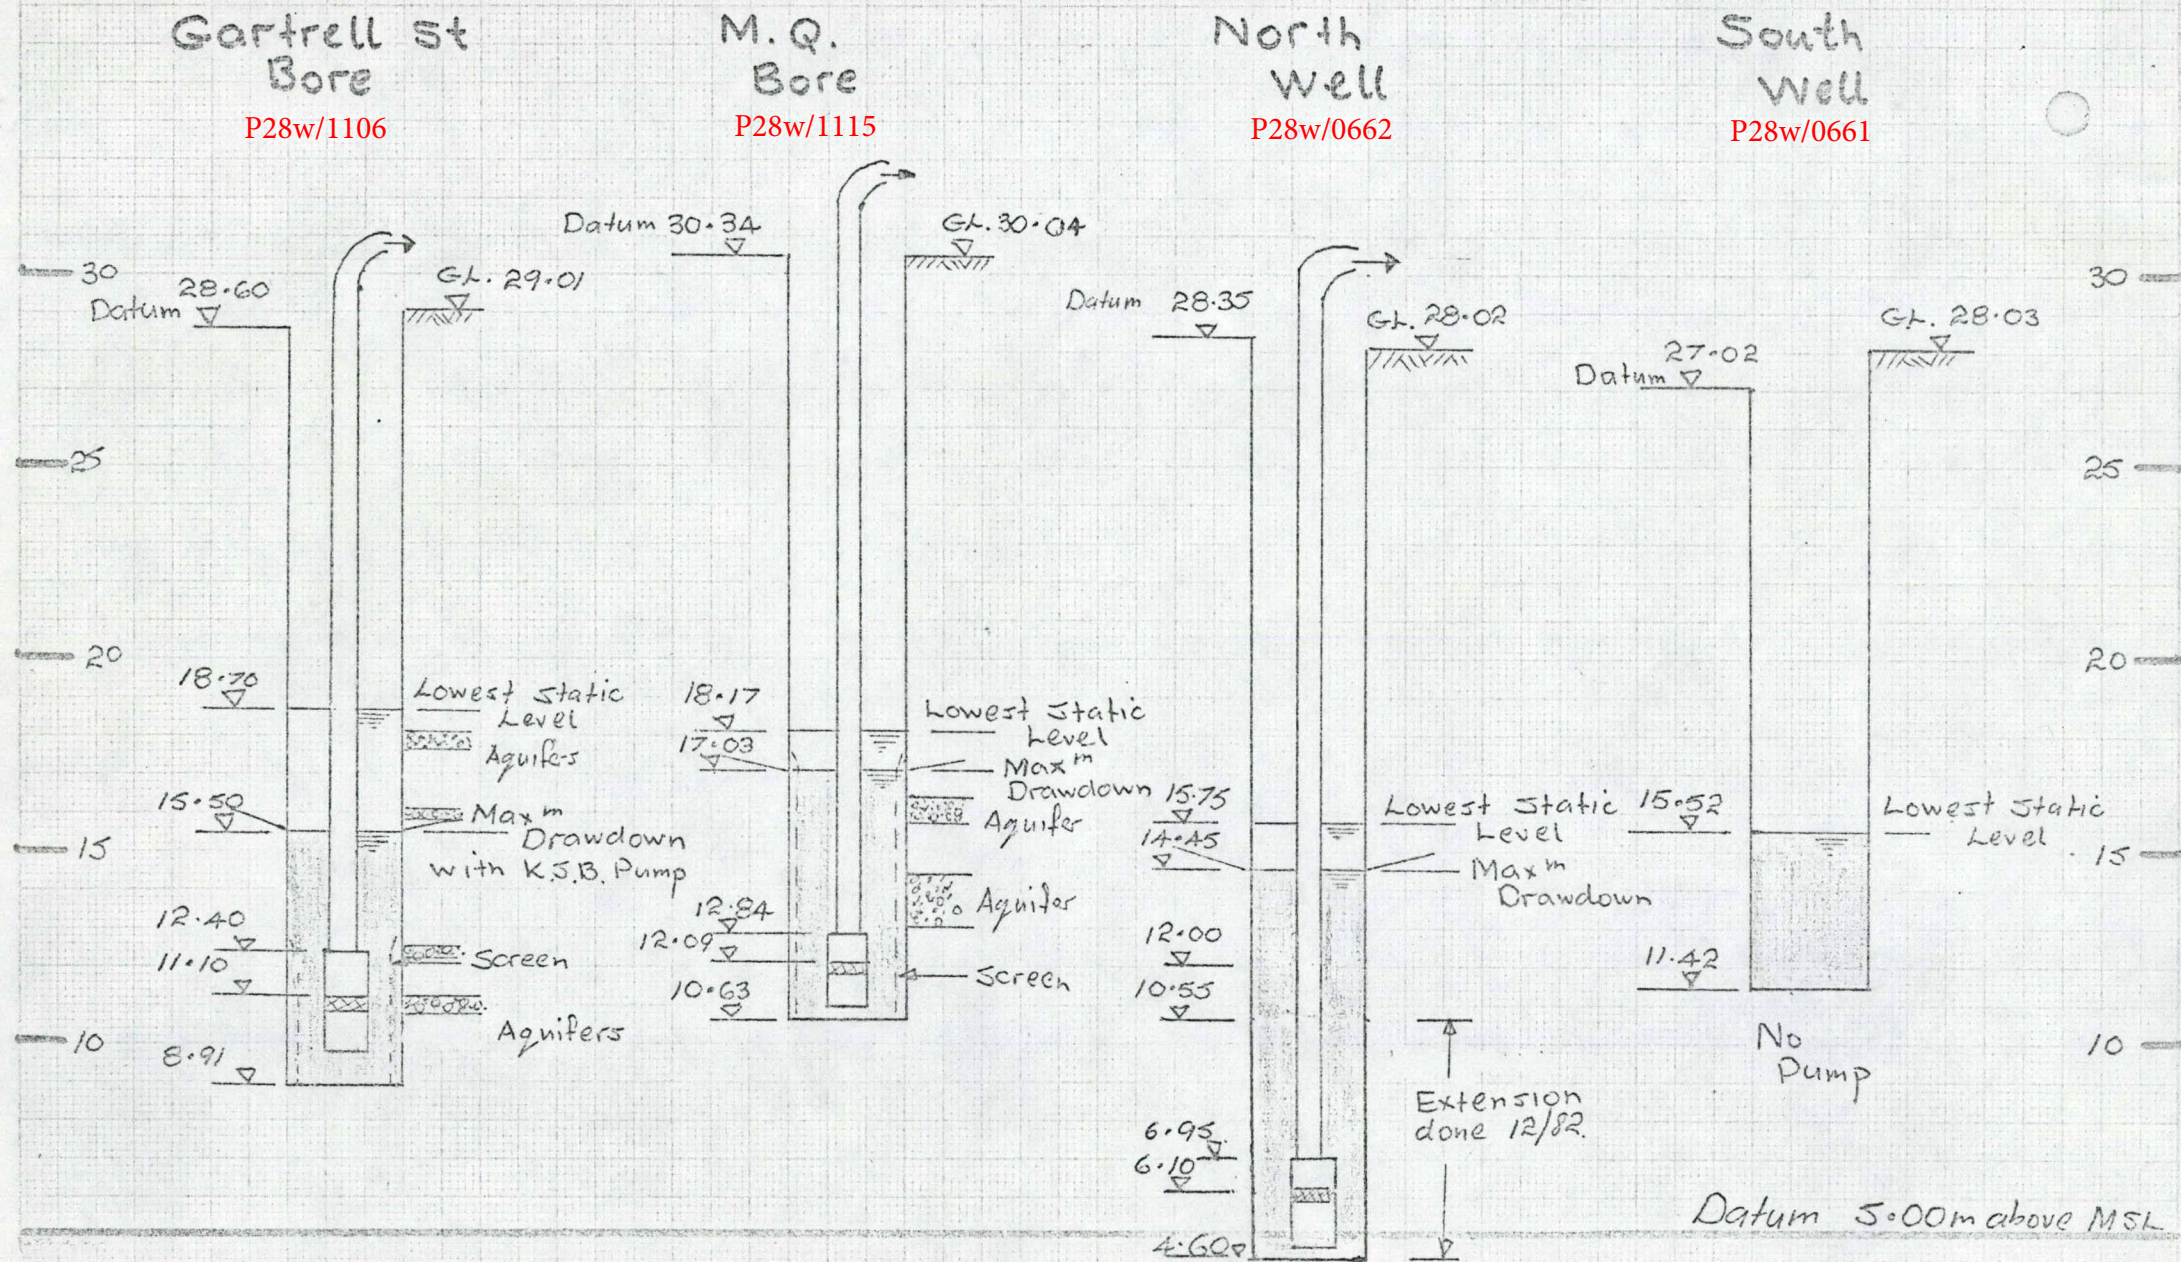 Gartrell St
Bore
P28w/1106
Datum 28.60
GL. 29.01
18.70
Lowest Static
Level
Aquifers
15.50
Max^m
Drawdown
with K.S.B. Pump
12.40
Screen
11.10
Aquifers
8.91
M.Q.
Bore
P28w/1115
Datum 30.34
GL. 30.04
18.17
Lowest Static
Level
17.03
Max^m
Drawdown
Aquifer
Aquifer
12.84
12.09
Screen
10.63
North
Well
P28w/0662
Datum 28.35
GL. 28.02
15.75
Lowest Static
Level
14.45
Max^m
Drawdown
12.00
10.55
Extension
done 12/82.
6.95
6.10
4.60
South
Well
P28w/0661
Datum 27.02
GL. 28.03
15.52
Lowest Static
Level
11.42
No
Pump
30
25
20
15
10
30
25
20
15
10
Datum 5.00m above MSL